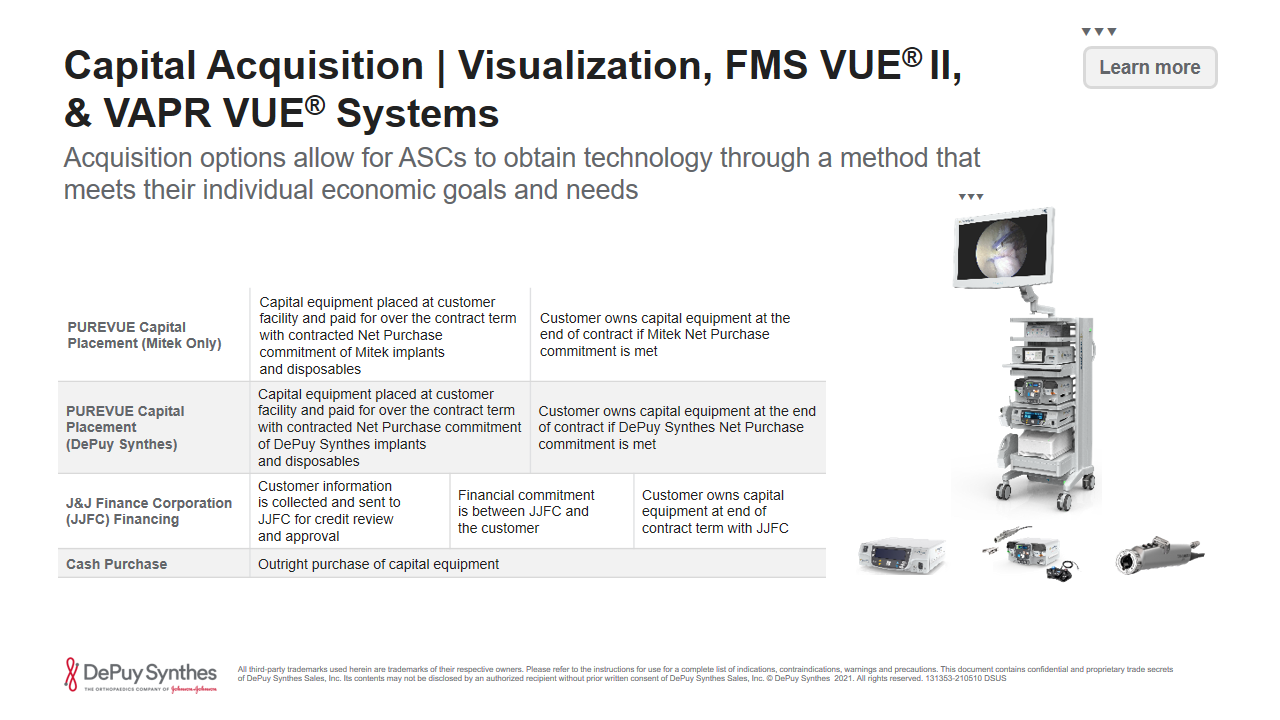 Capital Acquisition | Visualization, FMS VUE® II,
& VAPR VUE® Systems
Learn more
Acquisition options allow for ASCs to obtain technology through a method that
meets their individual economic goals and needs
PUREVUE Capital
Placement (Mitek Only)
Capital equipment placed at customer
facility and paid for over the contract term
with contracted Net Purchase
commitment of Mitek implants
and disposables
Customer owns capital equipment at the
end of contract if Mitek Net Purchase
commitment is met
PUREVUE Capital
Placement
(DePuy Synthes)
Capital equipment placed at customer
facility and paid for over the contract term
with contracted Net Purchase commitment
of DePuy Synthes implants
and disposables
Customer owns capital equipment at the end
of contract if DePuy Synthes Net Purchase
commitment is met
J&J Finance Corporation
(JJFC) Financing
Customer information
is collected and sent to
JJFC for credit review
and approval
Financial commitment
is between JJFC and
the customer
Customer owns capital
equipment at end of
contract term with JJFC
Cash Purchase
Outright purchase of capital equipment
DePuy Synthes
THE ORTHOPAEDICS COMPANY OF Johnson & Johnson
All third-party trademarks used herein are trademarks of their respective owners. Please refer to the instructions for use for a complete list of indications, contraindications, warnings and precautions. This document contains confidential and proprietary trade secrets
of DePuy Synthes Sales, Inc. Its contents may not be disclosed by an authorized recipient without prior written consent of DePuy Synthes Sales, Inc. © DePuy Synthes 2021. All rights reserved. 131353-210510 DSUS